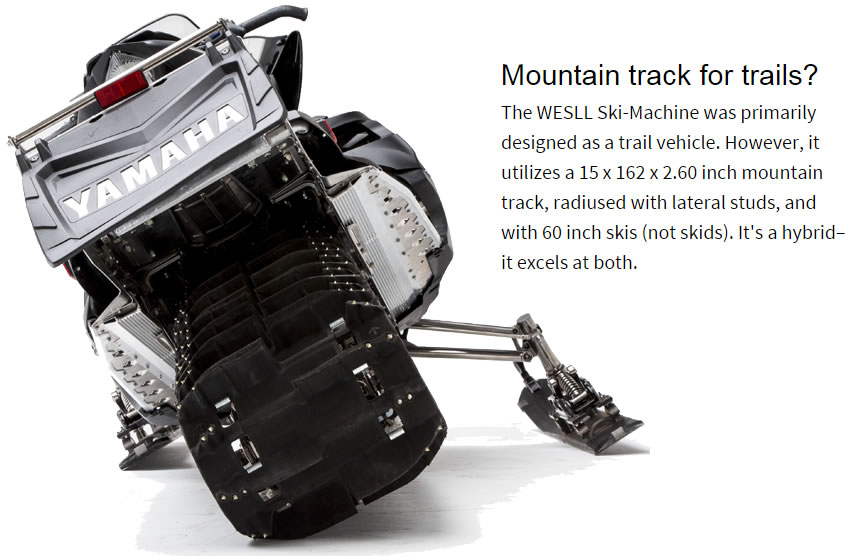 YAMAHA
Mountain track for trails?
The WESLL Ski-Machine was primarily
designed as a trail vehicle. However, it
utilizes a 15 x 162 x 2.60 inch mountain
track, radiused with lateral studs, and
with 60 inch skis (not skids). It's a hybrid–
it excels at both.